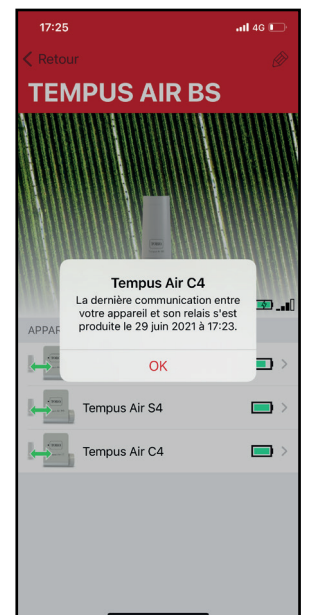 17:25
4G
Retour
TEMPUS AIR BS
Tempus Air C4
La dernière communication entre
votre appareil et son relais s'est
produite le 29 juin 2021 à 17:23.
APPAR
OK
Tempus Air S4
Tempus Air C4